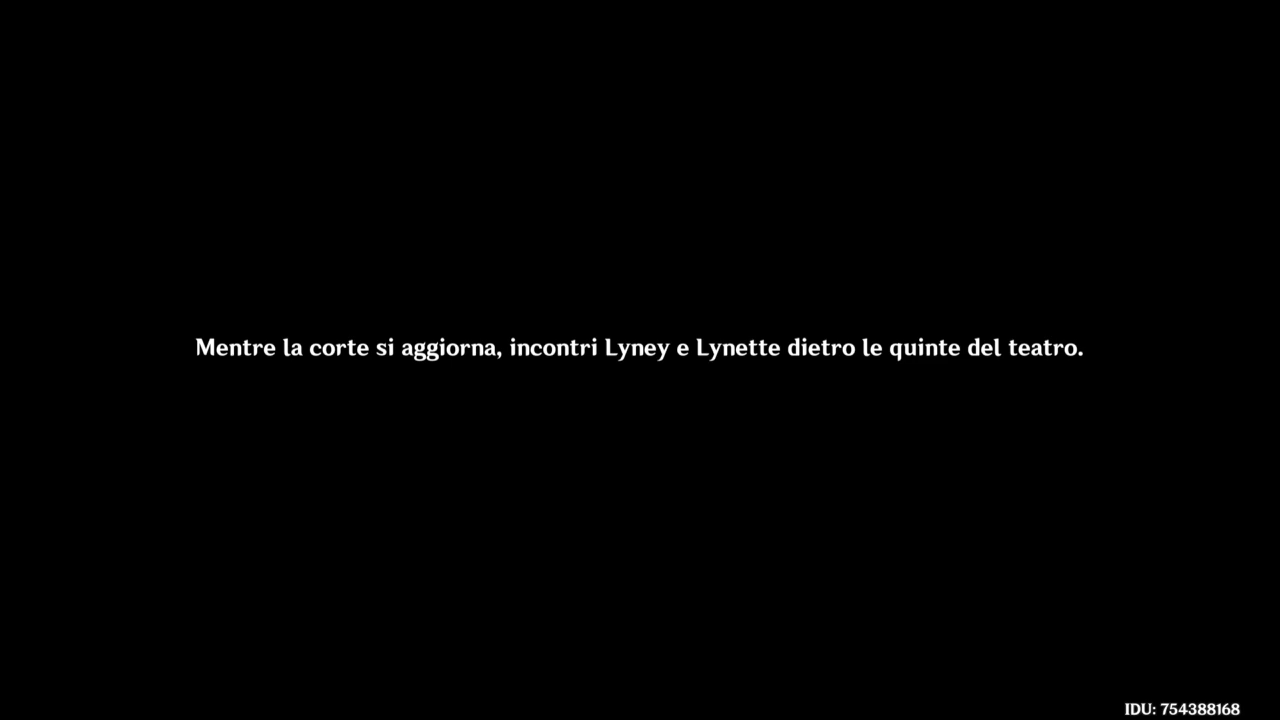 Mentre la corte si aggiorna, incontri Lyney e Lynette dietro le quinte del teatro.
IDU: 754388168